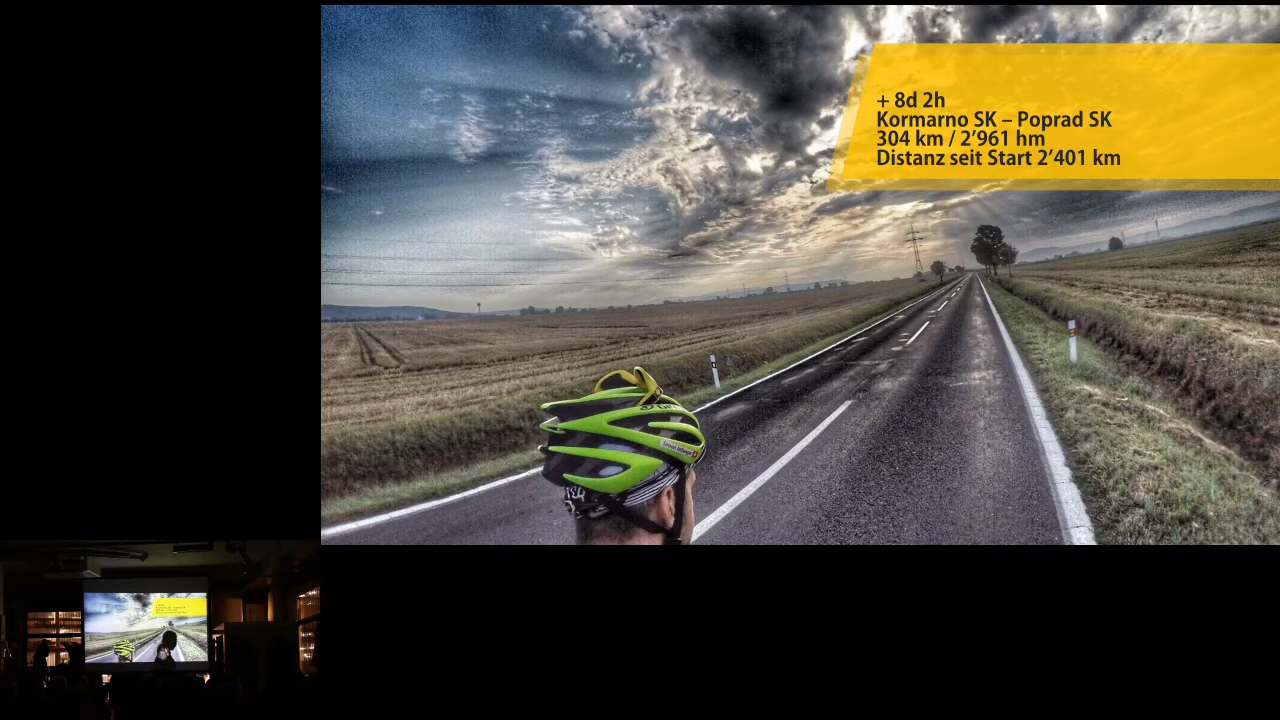 + 8d 2h
Kormarno SK – Poprad SK
304 km / 2’961 hm
Distanz seit Start 2’401 km